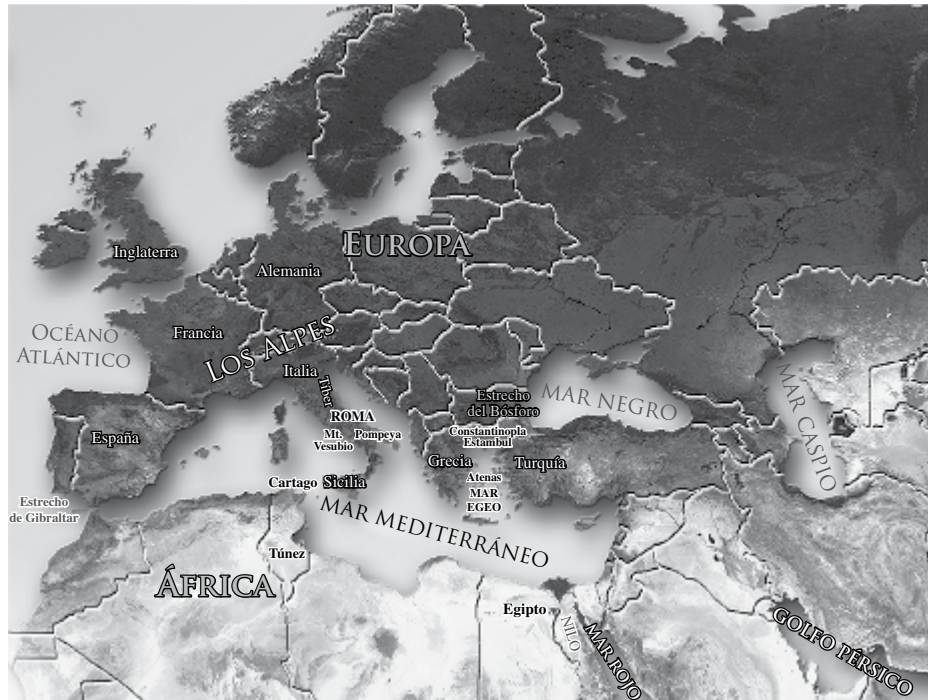 EUROPA
Inglaterra
Alemania
OCÉANO
ATLÁNTICO
Francia
LOS ALPES
Italia
Tíber
ROMA
Mt.
Vesubio
Pompeya
Estrecho
del Bósforo
MAR NEGRO
MAR CASPIO
Constantinopla
Estambul
España
Grecia
Turquía
Cartago
Sicilia
Atenas
MAR
EGEO
Estrecho
de Gibraltar
MAR MEDITERRÁNEO
Túnez
ÁFRICA
Egipto
NILO
MAR ROJO
GOLFO PÉRSICO